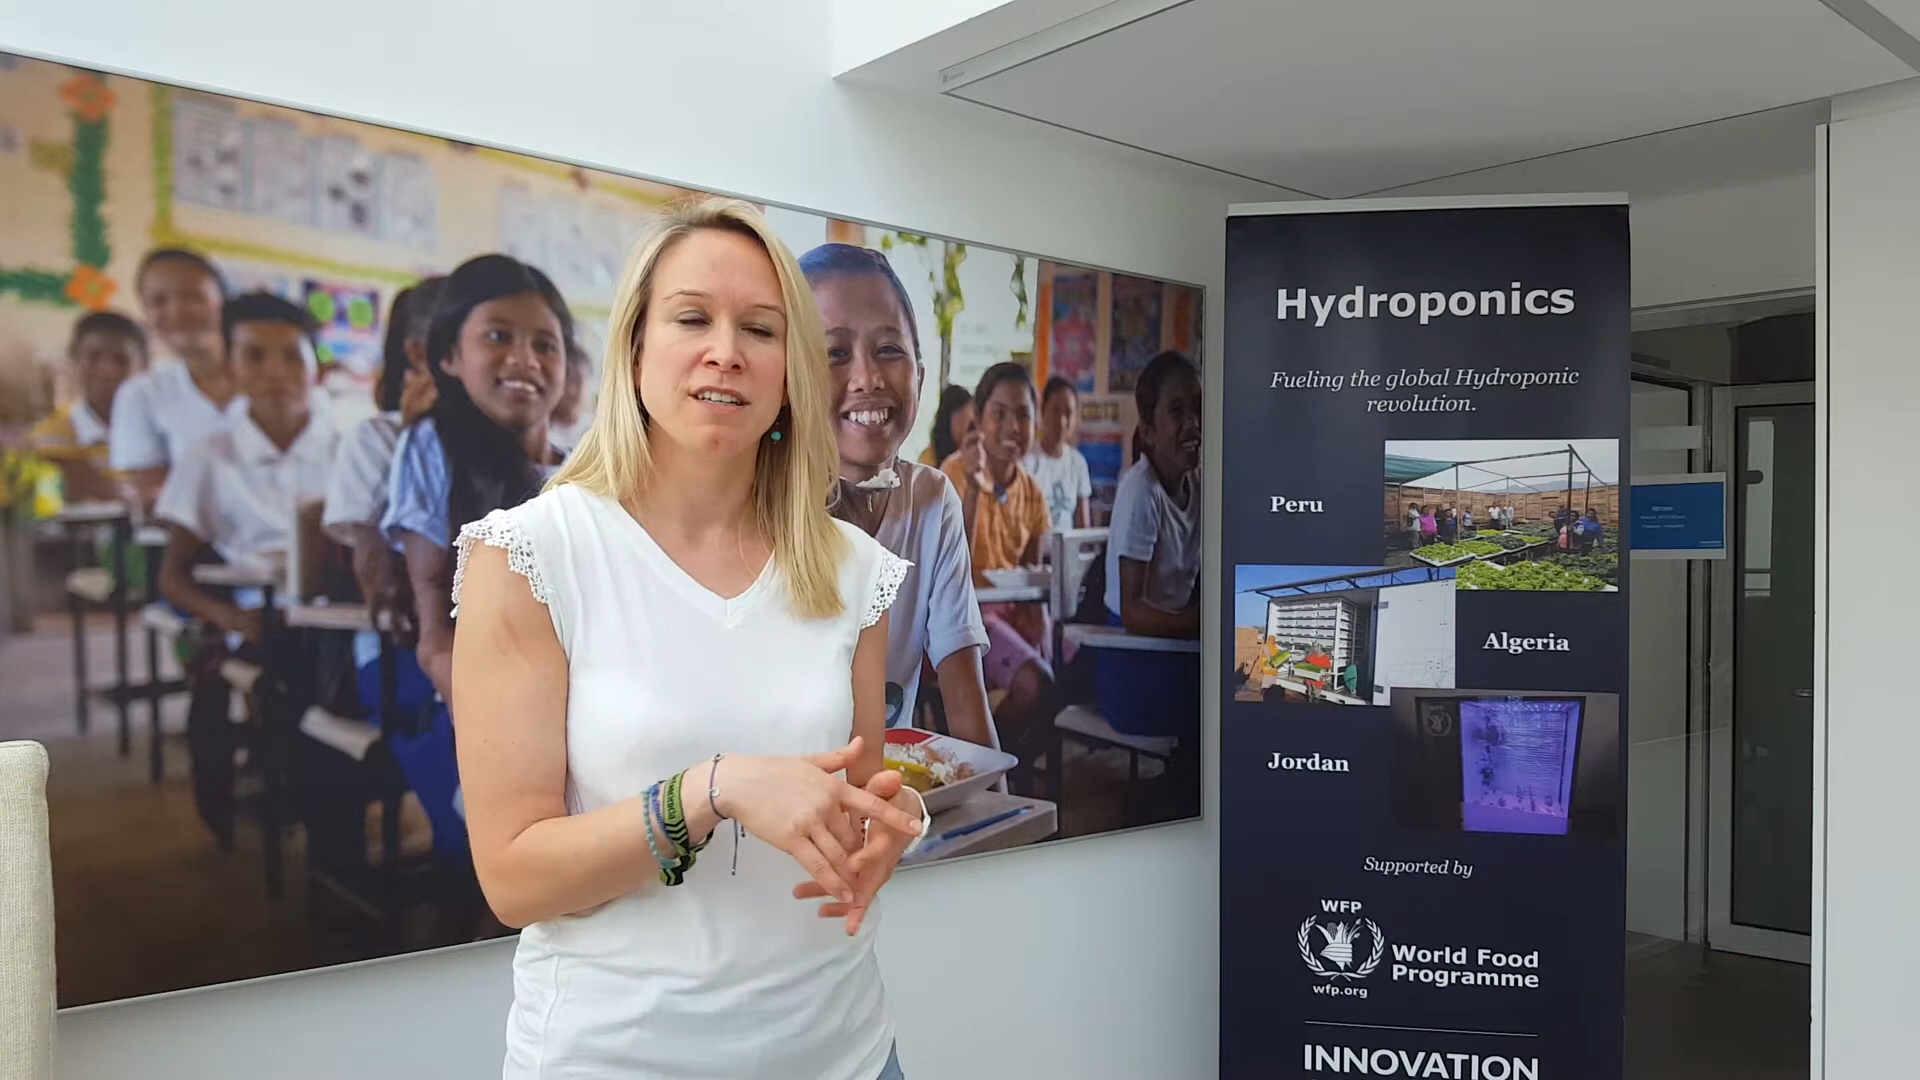 Hydroponics
Fueling the global Hydroponic
revolution.
Peru
Algeria
Jordan
Supported by
WFP
World Food
Programme
wfp.org
INNOVATION